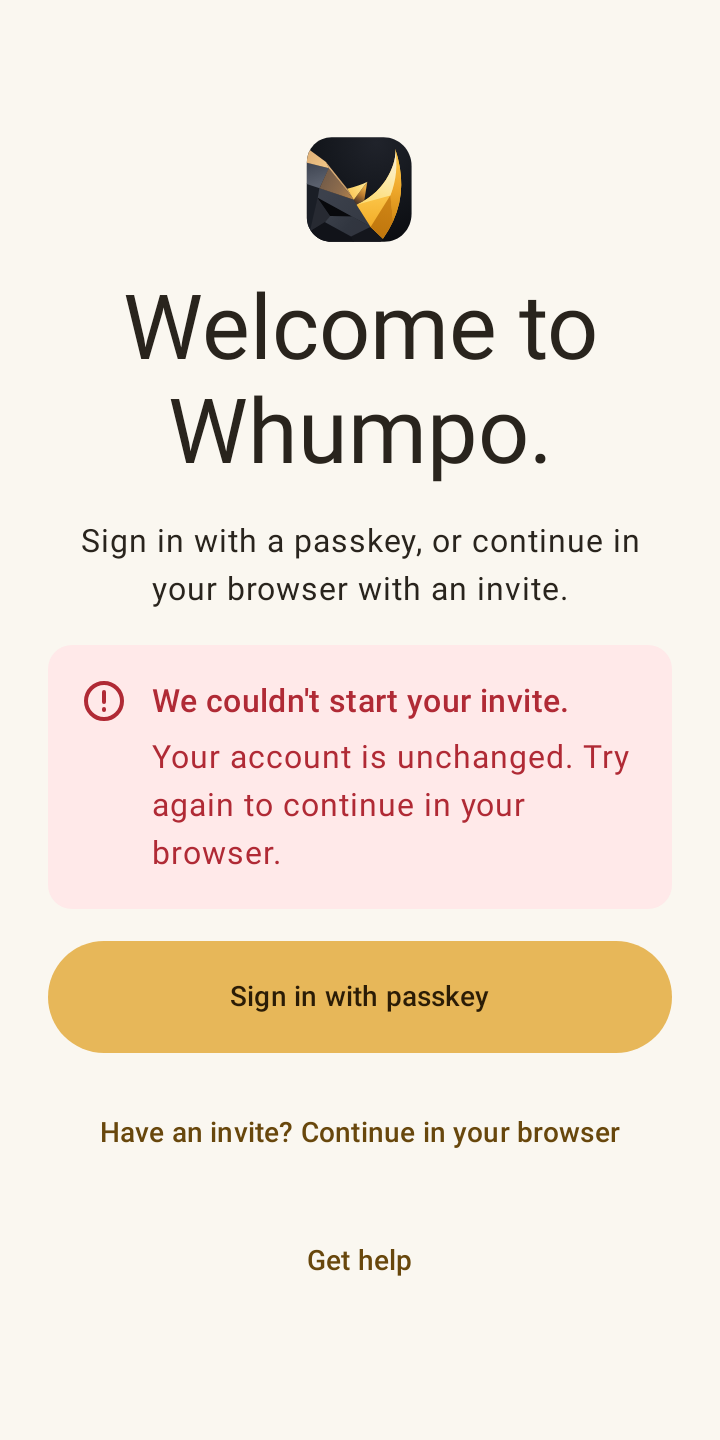 Welcome to
Whumpo.
Sign in with a passkey, or continue in
your browser with an invite.
We couldn't start your invite.
Your account is unchanged. Try
again to continue in your
browser.
Sign in with passkey
Have an invite? Continue in your browser
Get help